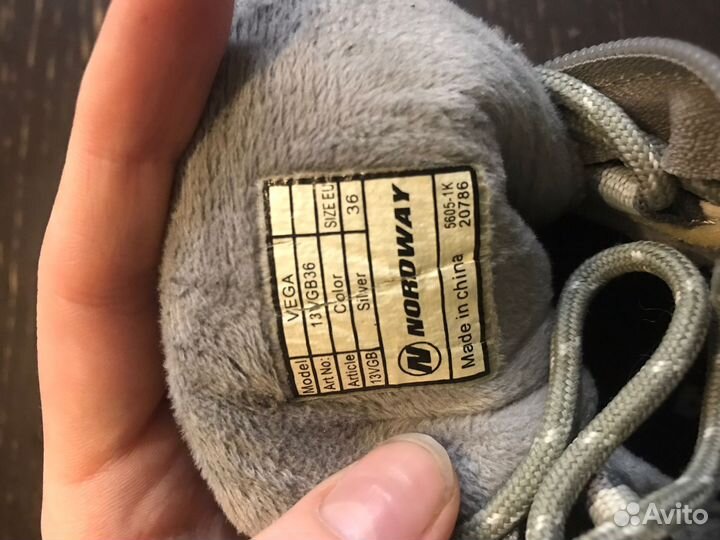 Model VEGA
Art No: 13VGB36 SIZE EU
Article Color 36
13VGB Silver
NORDWAY
Made in china 5605-1K
20786
Avito